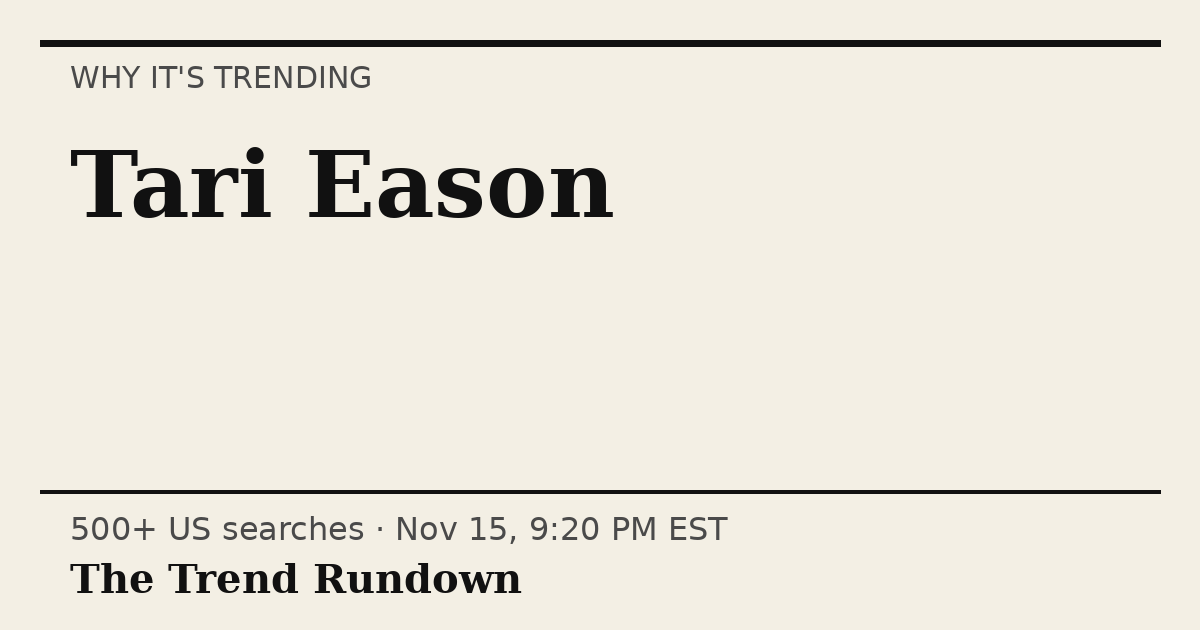 WHY IT'S TRENDING
Tari Eason
500+ US searches · Nov 15, 9:20 PM EST
The Trend Rundown